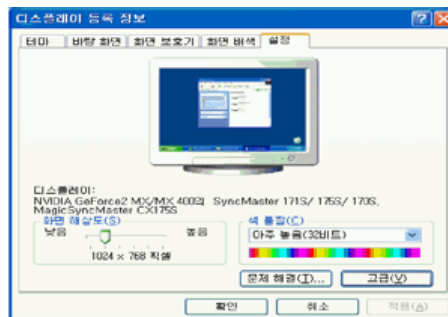 디스플레이 등록 정보
테마 바탕 화면 화면 보호기 화면 배색 설정
디스플레이:
NVIDIA GeForce2 MX/MX 400의 SyncMaster 171S/ 175S/ 170S,
MagicSyncMaster CX175S
화면 해상도(S) 색 품질(C)
낮음 높음 아주 높음(32비트)
1024 × 768 픽셀
문제 해결(T)... 고급(V)
확인 취소 적용(A)